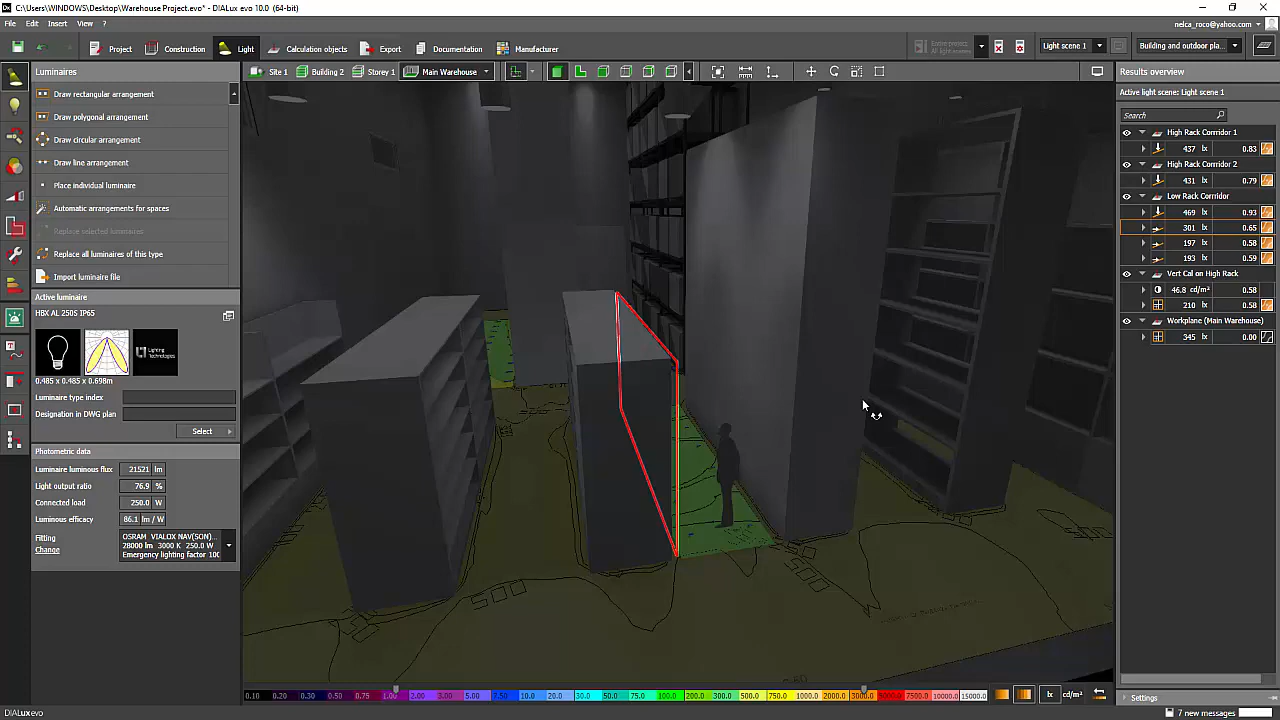 C:\Users\WINDOWS\Desktop\Warehouse Project.evo* - DIALux evo 10.0 (64-bit)
File Edit Insert View ?
nelca_roco@yahoo.com
Project Construction Light Calculation objects Export Documentation Manufacturer
Entire project
All light scenes
Light scene 1
Building and outdoor pla...
Luminaires
Site 1 Building 2 Storey 1 Main Warehouse
Results overview
Draw rectangular arrangement
Draw polygonal arrangement
Draw circular arrangement
Draw line arrangement
Place individual luminaire
Automatic arrangements for spaces
Replace selected luminaires
Replace all luminaires of this type
Import luminaire file
Active luminaire
HBX AL 250S IP65
Lighting Technologies
0.485 x 0.485 x 0.698m
Luminaire type index
Designation in DWG plan
Select
Photometric data
Luminaire luminous flux 21521 lm
Light output ratio 76.9 %
Connected load 250.0 W
Luminous efficacy 86.1 lm / W
Fitting
Change
OSRAM VIALOX NAV(SON)...
28000 lm 3000 K 250.0 W
Emergency lighting factor 100
Active light scene: Light scene 1
Search
High Rack Corrridor 1
437 lx 0.83
High Rack Corrridor 2
431 lx 0.79
Low Rack Corrridor
469 lx 0.93
301 lx 0.65
197 lx 0.58
193 lx 0.59
Vert Cal on High Rack
46.8 cd/m² 0.58
210 lx 0.58
Workplane (Main Warehouse)
345 lx 0.00
0.10 0.20 0.30 0.50 0.75 1.00 2.00 3.00 5.00 7.50 10.0 20.0 30.0 50.0 75.0 100.0 200.0 300.0 500.0 750.0 1000.0 2000.0 3000.0 5000.0 7500.0 10000.0 15000.0 lx cd/m²
Settings
DIALuxevo
7 new messages